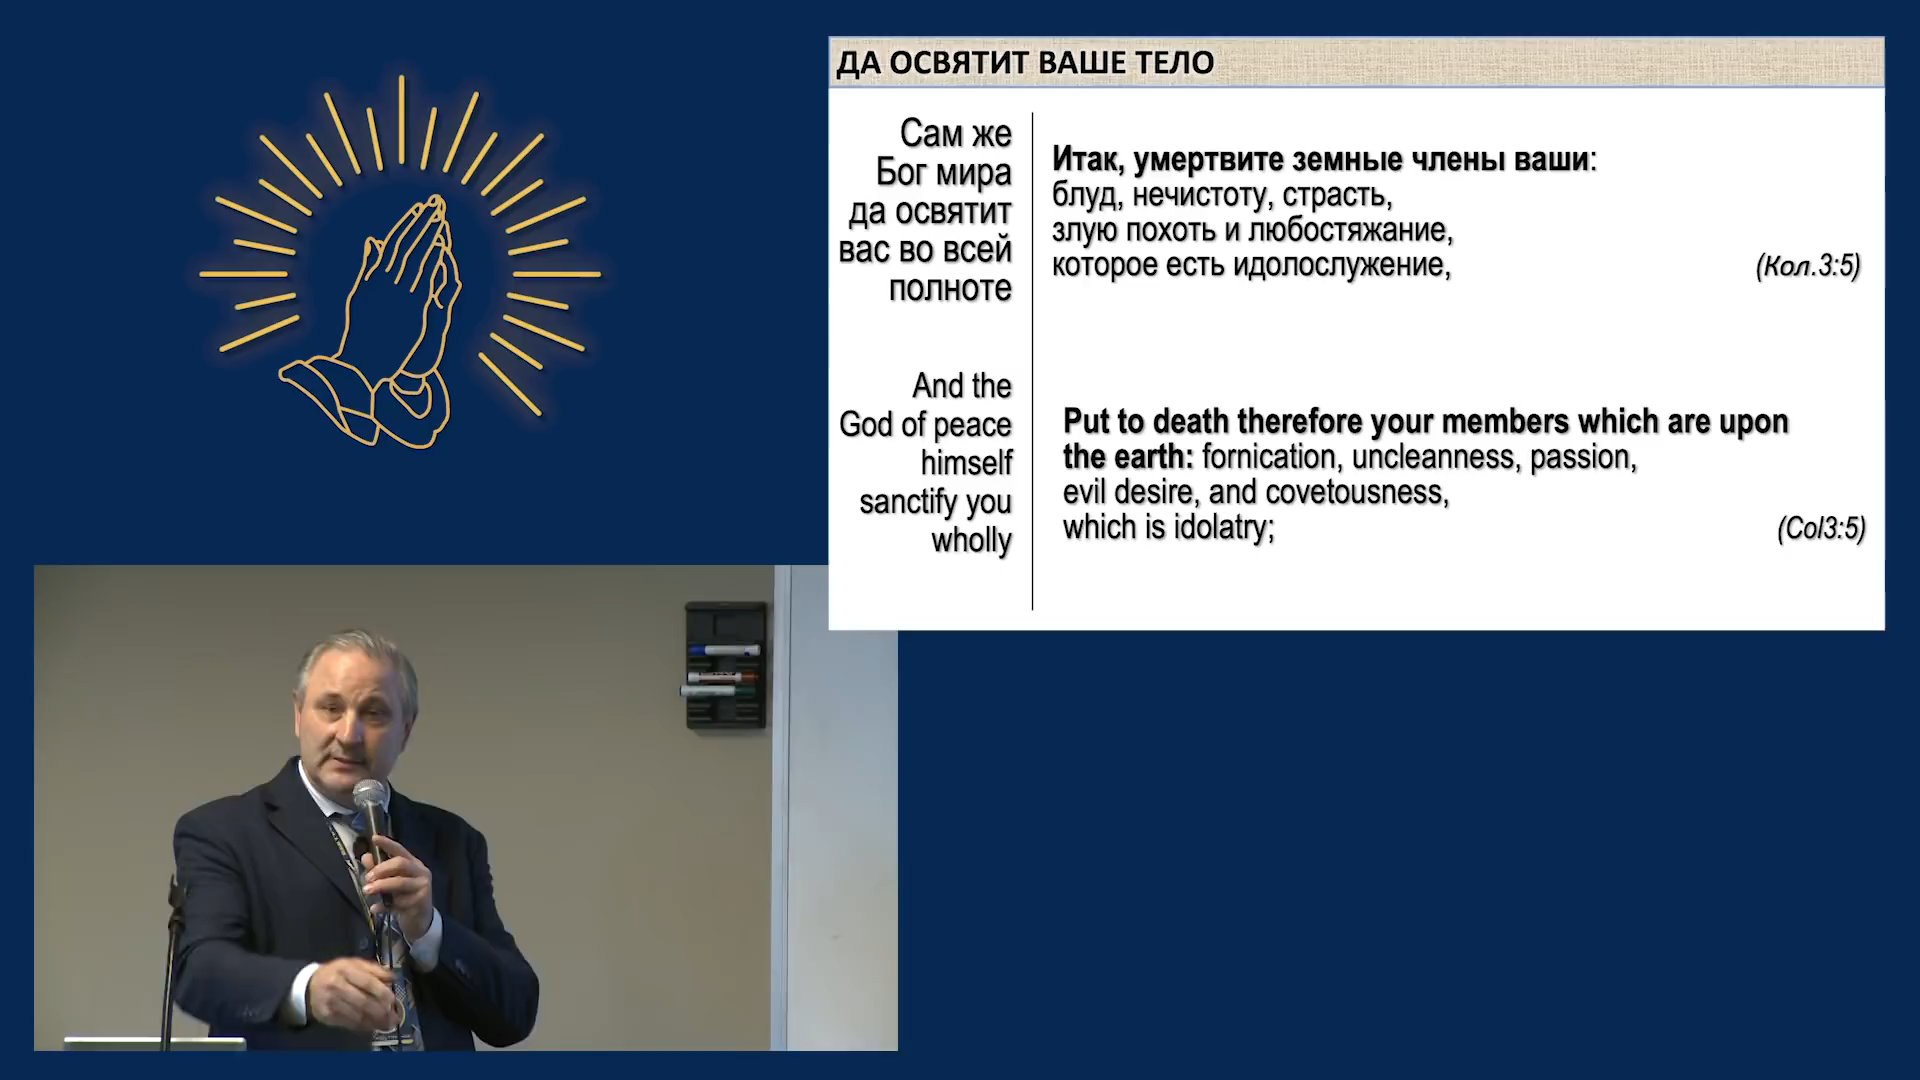 ДА ОСВЯТИТ ВАШЕ ТЕЛО
Сам же
Бог мира
да освятит
вас во всей
полноте
Итак, умертвите земные члены ваши:
блуд, нечистоту, страсть,
злую похоть и любостяжание,
которое есть идолослужение,
(Кол.3:5)
And the
God of peace
himself
sanctify you
wholly
Put to death therefore your members which are upon
the earth: fornication, uncleanness, passion,
evil desire, and covetousness,
which is idolatry;
(Col3:5)